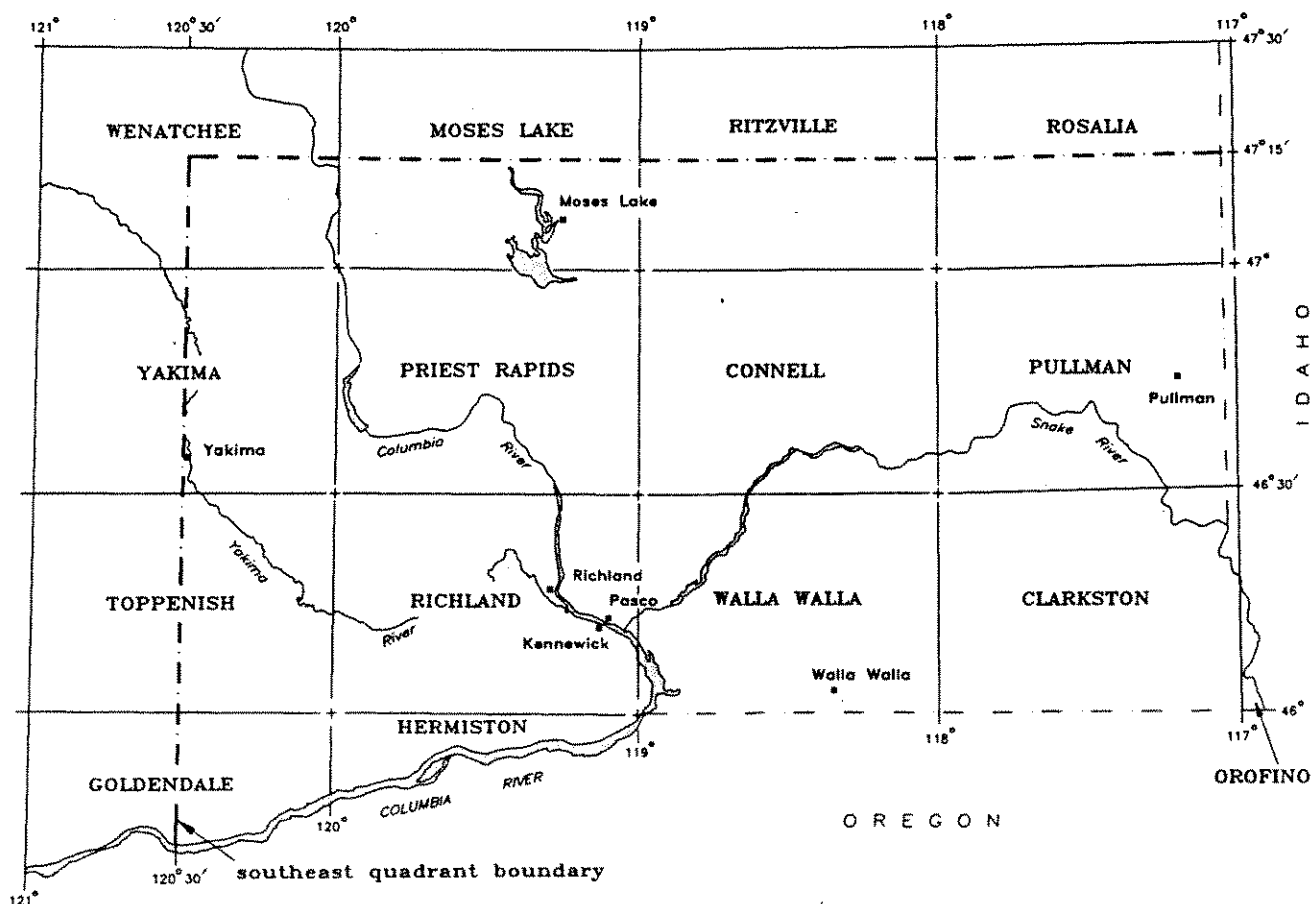 121° 120°30′ 120° 119° 118° 117°
47°30′
WENATCHEE MOSES LAKE RITZVILLE ROSALIA
47°15′
Moses Lake
47°
IDAHO
YAKIMA PRIEST RAPIDS CONNELL PULLMAN
Pullman
Columbia River
Snake River
Yakima
46°30′
Yakima River
Richland
TOPPENISH RICHLAND Pasco WALLA WALLA CLARKSTON
Kennewick
Walla Walla
46°
HERMISTON 119° 118° 117°
GOLDENDALE COLUMBIA RIVER OROFINO
120°
OREGON
southeast quadrant boundary
120°30′
121°